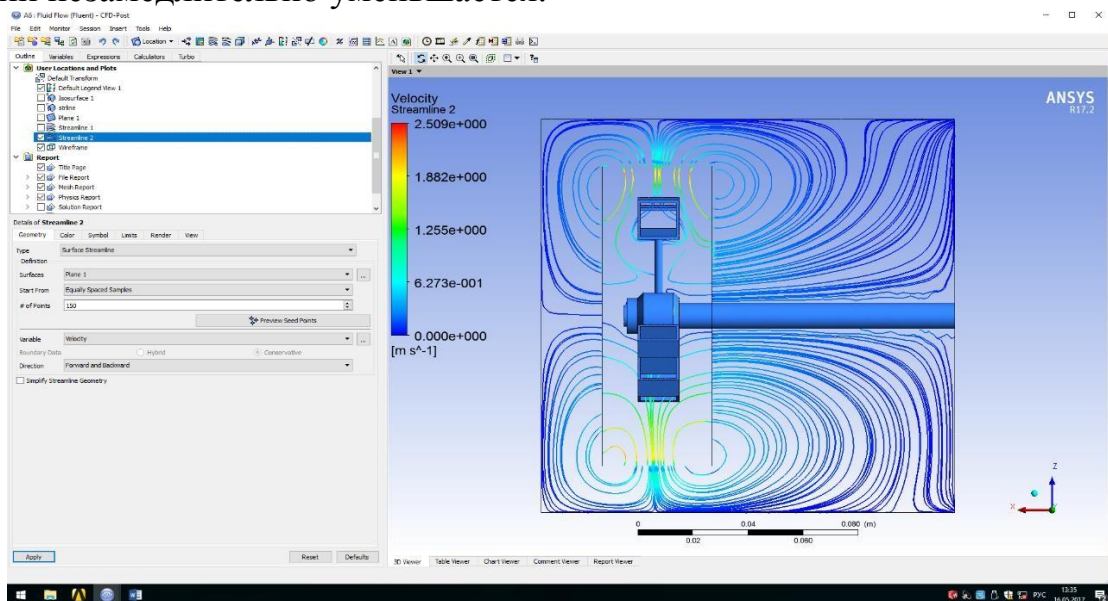 незамедлительно уменьшается.
A6 : Fluid Flow (Fluent) - CFD-Post
File Edit Monitor Session Insert Tools Help
Location
Outline Variables Expressions Calculators Turbo
User Locations and Plots
Default Transform
Default Legend View 1
Isosurface 1
strline
Plane 1
Streamline 1
Streamline 2
Wireframe
Report
Title Page
File Report
Mesh Report
Physics Report
Solution Report
Details of Streamline 2
Geometry Color Symbol Limits Render View
Type Surface Streamline
Definition
Surfaces Plane 1 ...
Start From Equally Spaced Samples
# of Points 150
Preview Seed Points
Variable Velocity ...
Boundary Data Hybrid Conservative
Direction Forward and Backward
Simplify Streamline Geometry
Apply Reset Defaults
View 1
Velocity
Streamline 2
2.509e+000
1.882e+000
1.255e+000
6.273e-001
0.000e+000
[m s^-1]
ANSYS
R17.2
Z
X
0 0.04 0.080 (m)
0.02 0.060
3D Viewer Table Viewer Chart Viewer Comment Viewer Report Viewer
РУС
13:35
16.05.2017